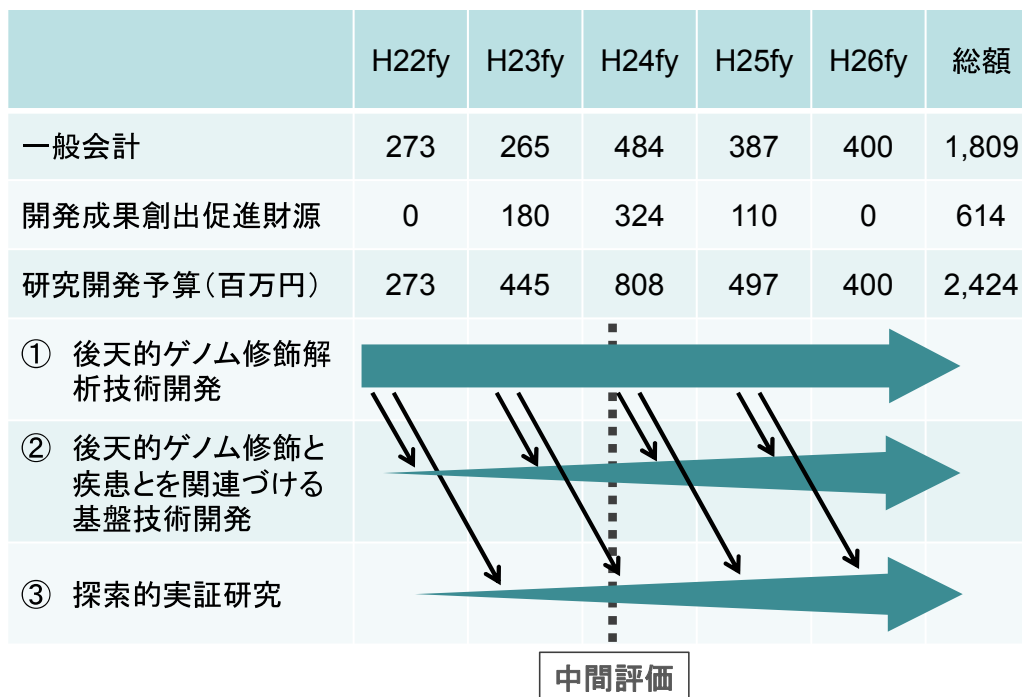 H22fy H23fy H24fy H25fy H26fy 総額
一般会計 273 265 484 387 400 1,809
開発成果創出促進財源 0 180 324 110 0 614
研究開発予算(百万円) 273 445 808 497 400 2,424
① 後天的ゲノム修飾解
析技術開発
② 後天的ゲノム修飾と
疾患とを関連づける
基盤技術開発
③ 探索的実証研究
中間評価